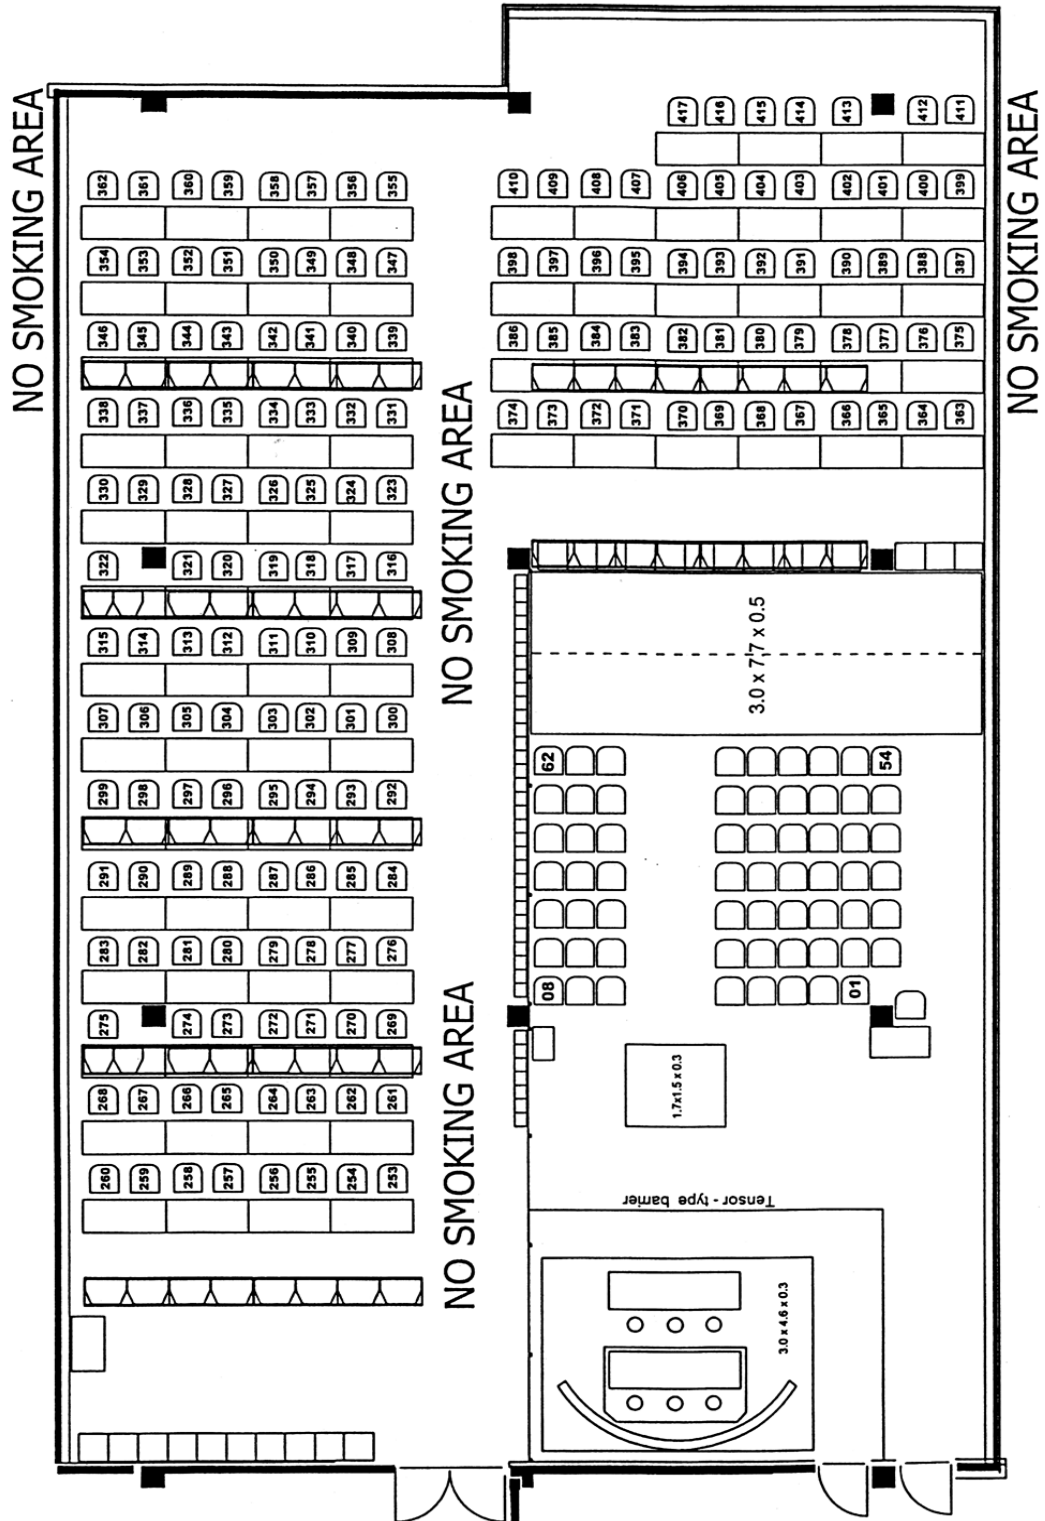 NO SMOKING AREA
NO SMOKING AREA
NO SMOKING AREA
NO SMOKING AREA
417 416 415 414 413 412 411
362 361 360 359 358 357 356 355
410 409 408 407 406 405 404 403 402 401 400 399
354 353 352 351 350 349 348 347
398 397 396 395 394 393 392 391 390 389 388 387
346 345 344 343 342 341 340 339
386 385 384 383 382 381 380 379 378 377 376 375
338 337 336 335 334 333 332 331
374 373 372 371 370 369 368 367 366 365 364 363
330 329 328 327 326 325 324 323
322 321 320 319 318 317 316
315 314 313 312 311 310 309 308
3.0 x 7,7 x 0.5
307 306 305 304 303 302 301 300
62 54
299 298 297 296 295 294 293 292
291 290 289 288 287 286 285 284
283 282 281 280 279 278 277 276
08 01
275 274 273 272 271 270 269
1.7x1.5 x 0.3
268 267 266 265 264 263 262 261
260 259 258 257 256 255 254 253
Tensor - type barrier
3.0 x 4.6 x 0.3